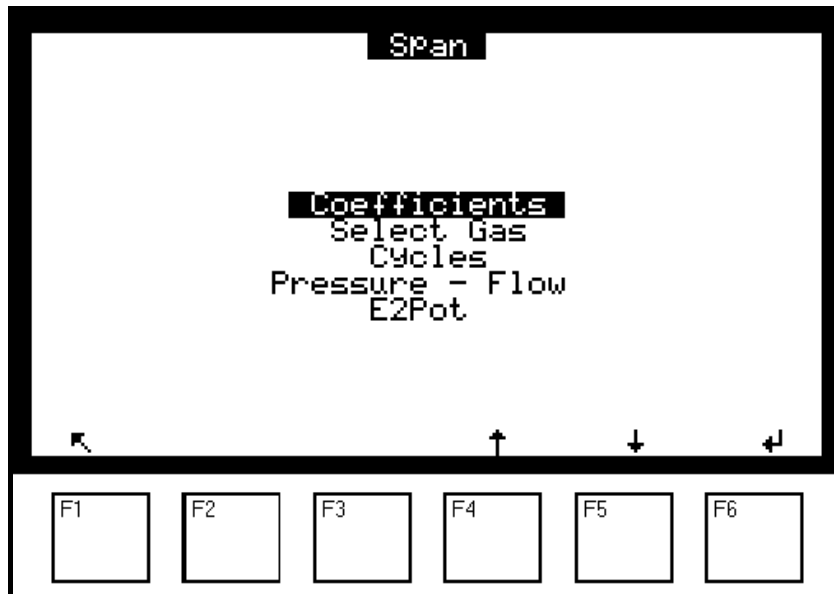 Span
Coefficients
Select Gas
Cycles
Pressure - Flow
E2Pot
↖ ↑ ↓ ↵
F1 F2 F3 F4 F5 F6